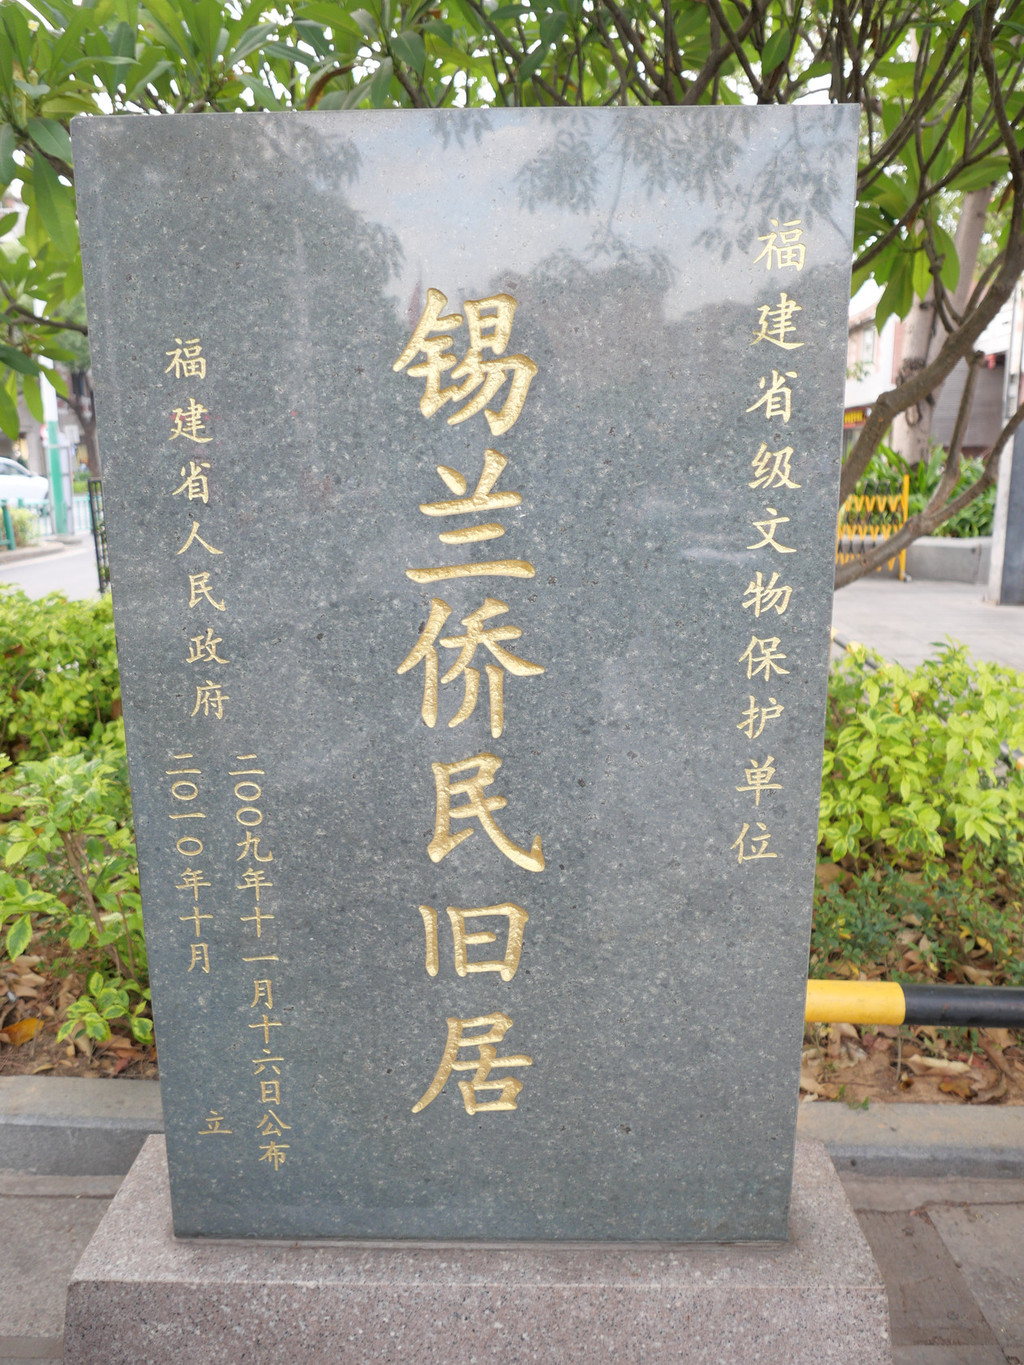 福建省级文物保护单位
锡兰侨民旧居
福建省人民政府
二〇〇九年十一月十六日公布
二〇一〇年十月 立